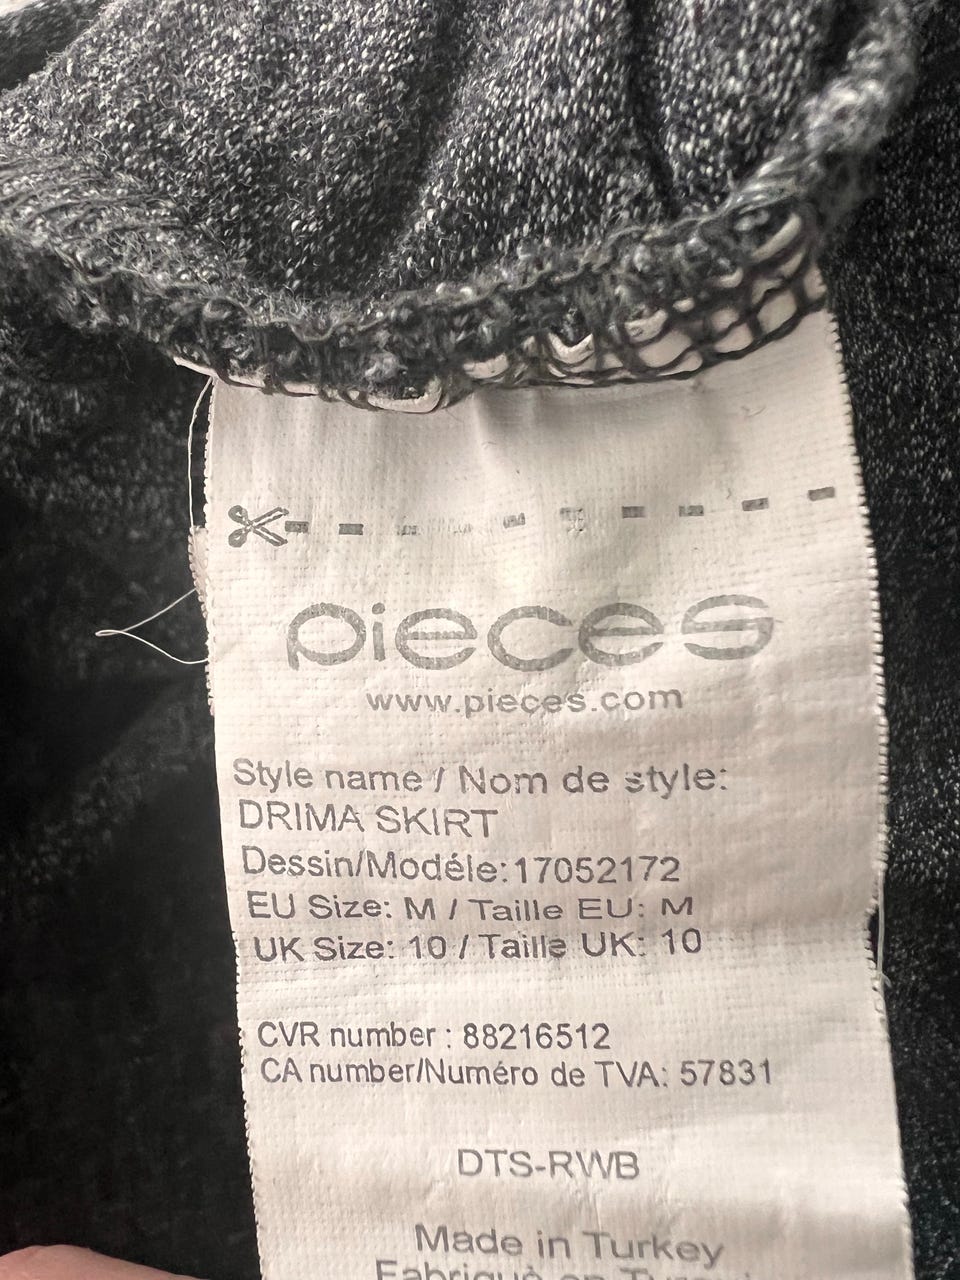 pieces
www.pieces.com
Style name / Nom de style:
DRIMA SKIRT
Dessin/Modéle:17052172
EU Size: M / Taille EU: M
UK Size: 10 / Taille UK: 10
CVR number : 88216512
CA number/Numéro de TVA: 57831
DTS-RWB
Made in Turkey
Fabriquè en